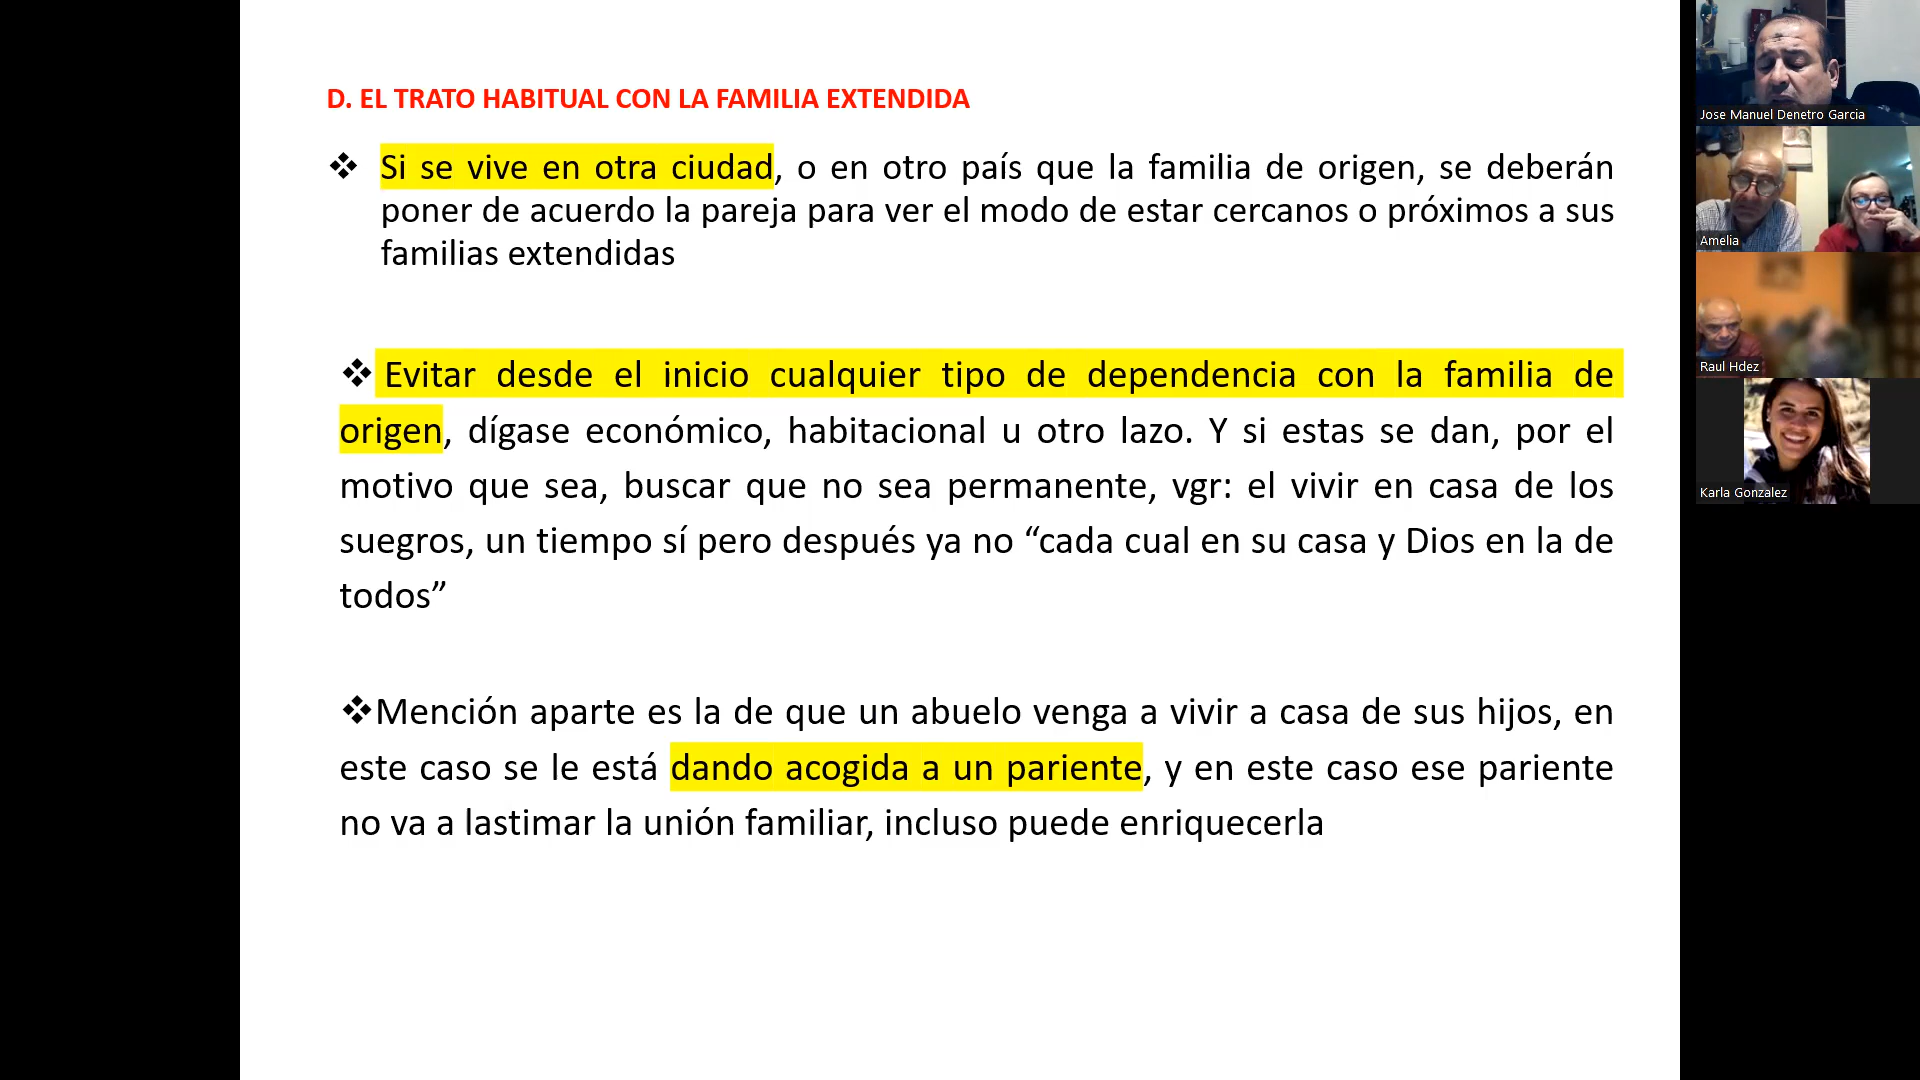 D. EL TRATO HABITUAL CON LA FAMILIA EXTENDIDA
❖ Si se vive en otra ciudad, o en otro país que la familia de origen, se deberán
poner de acuerdo la pareja para ver el modo de estar cercanos o próximos a sus
familias extendidas
❖ Evitar desde el inicio cualquier tipo de dependencia con la familia de
origen, dígase económico, habitacional u otro lazo. Y si estas se dan, por el
motivo que sea, buscar que no sea permanente, vgr: el vivir en casa de los
suegros, un tiempo sí pero después ya no “cada cual en su casa y Dios en la de
todos”
❖Mención aparte es la de que un abuelo venga a vivir a casa de sus hijos, en
este caso se le está dando acogida a un pariente, y en este caso ese pariente
no va a lastimar la unión familiar, incluso puede enriquecerla
Jose Manuel Denetro Garcia
Amelia
Raul Hdez
Karla Gonzalez